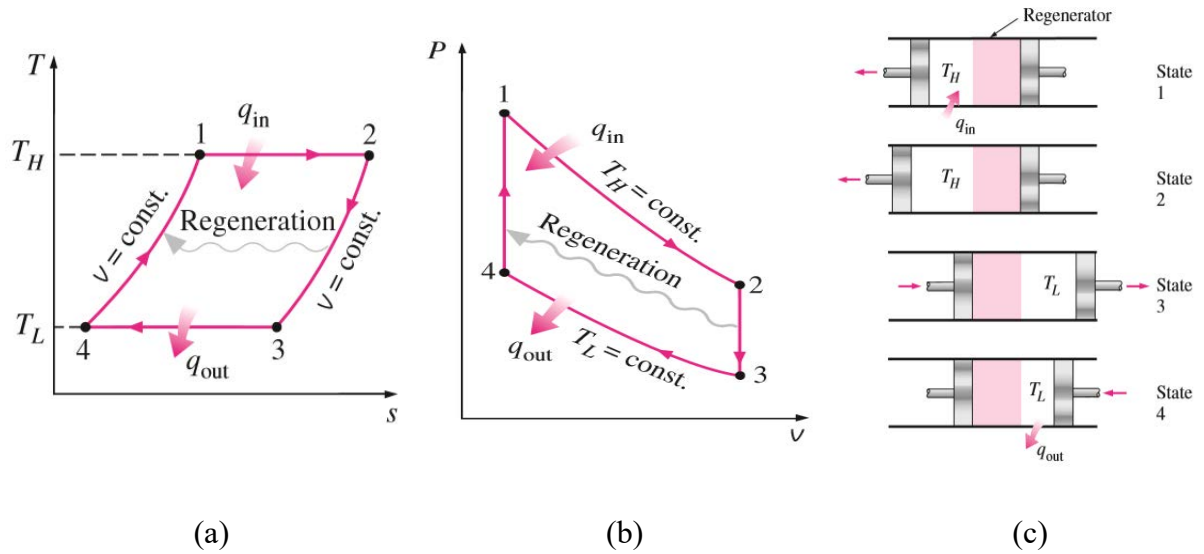 T
T_H
T_L
1
2
q_in
Regeneration
v = const.
v = const.
4
3
q_out
s
P
1
q_in
T_H = const.
Regeneration
4
2
q_out
T_L = const.
3
v
Regenerator
T_H
q_in
State
1
T_H
State
2
T_L
State
3
T_L
State
4
q_out
(a)
(b)
(c)